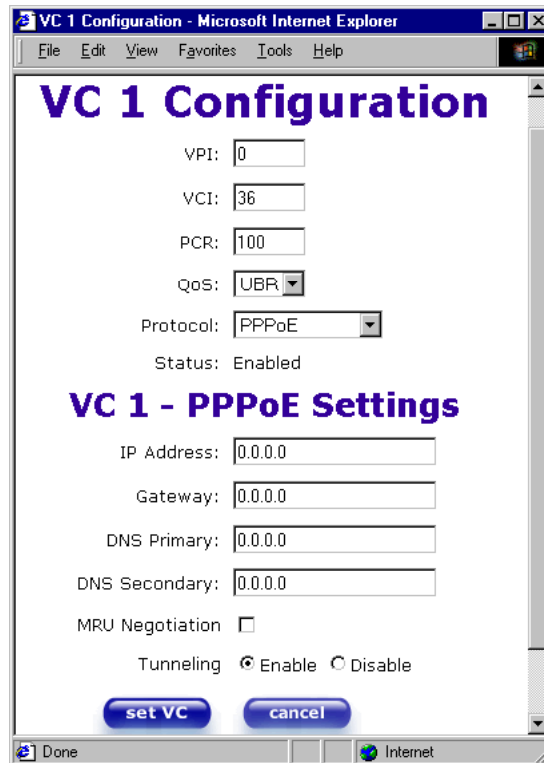 VC 1 Configuration - Microsoft Internet Explorer
File Edit View Favorites Tools Help
VC 1 Configuration
VPI: 0
VCI: 36
PCR: 100
QoS: UBR
Protocol: PPPoE
Status: Enabled
VC 1 - PPPoE Settings
IP Address: 0.0.0.0
Gateway: 0.0.0.0
DNS Primary: 0.0.0.0
DNS Secondary: 0.0.0.0
MRU Negotiation
Tunneling Enable Disable
set VC cancel
Done Internet